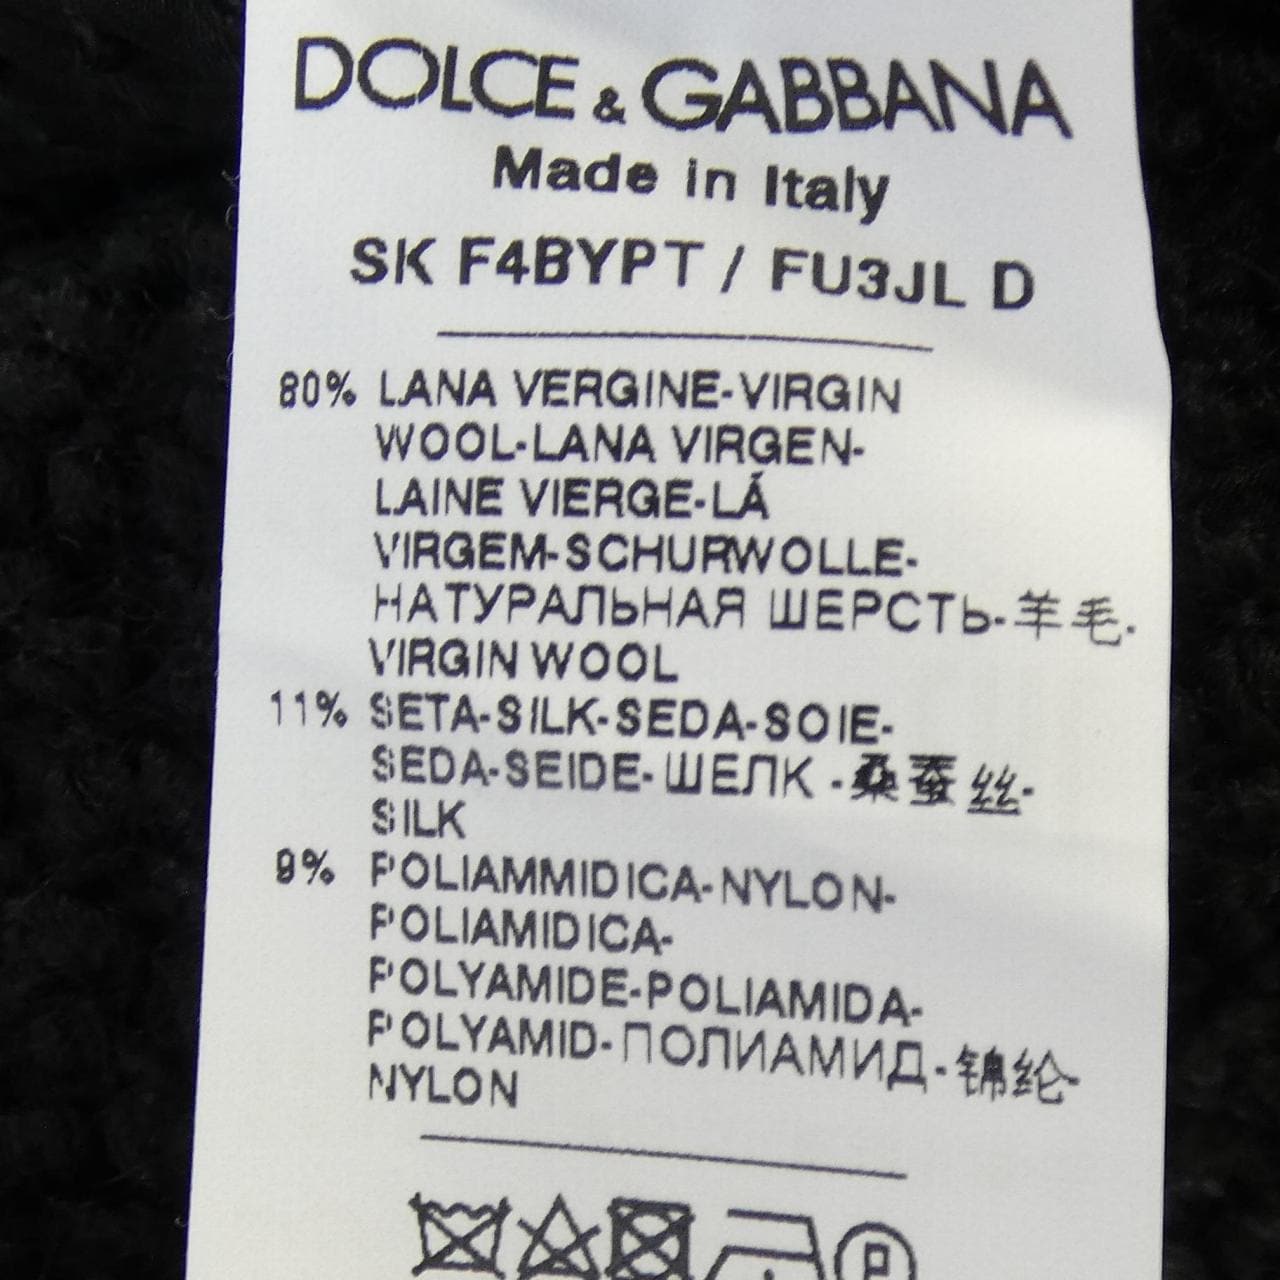 DOLCE & GABBANA
Made in Italy
SK F4BYPT / FU3JL D
80% LANA VERGINE-VIRGIN
WOOL-LANA VIRGEN-
LAINE VIERGE-LÁ
VIRGEM-SCHURWOLLE-
НАТУРАЛЬНАЯ ШЕРСТЬ-羊毛-
VIRGIN WOOL
11% SETA-SILK-SEDA-SOIE-
SEDA-SEIDE-ШЕЛК -桑蚕丝-
SILK
9% POLIAMMIDICA-NYLON-
POLIAMIDICA-
POLYAMIDE-POLIAMIDA-
POLYAMID-ПОЛИАМИД-锦纶-
NYLON
P